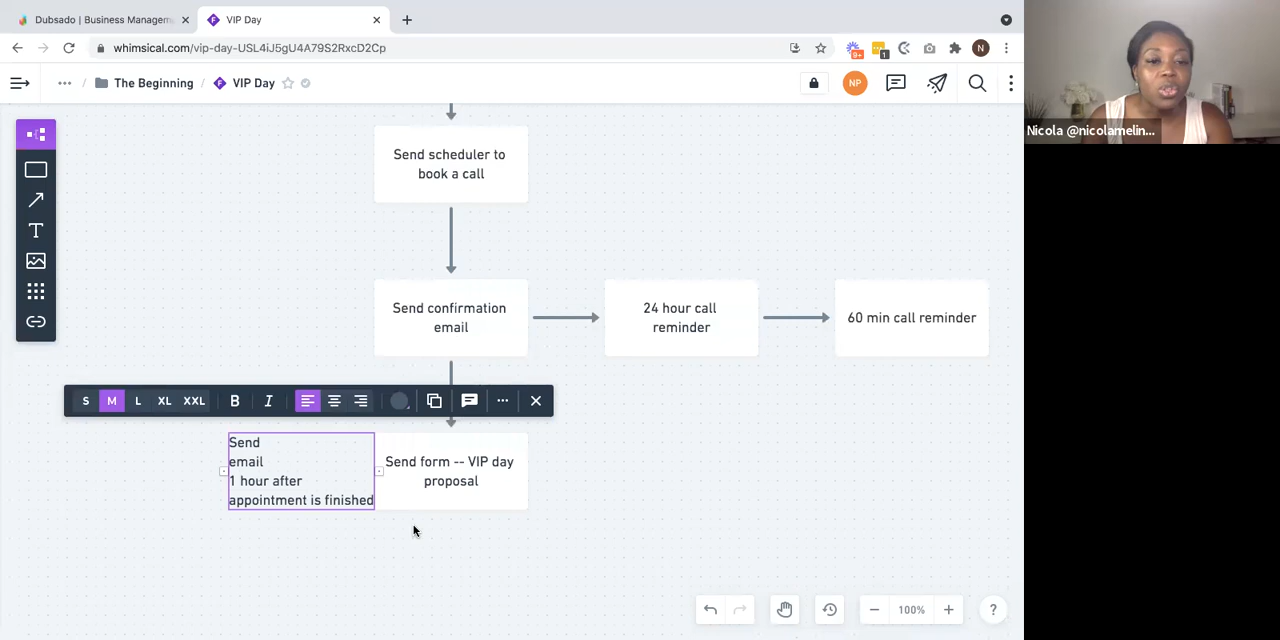 Dubsado | Business Managem
VIP Day
whimsical.com/vip-day-USL4iJ5gU4A79S2RxcD2Cp
9+
1
N
The Beginning / VIP Day
NP
Nicola @nicolamelin...
Send scheduler to
book a call
Send confirmation
email
24 hour call
reminder
60 min call reminder
S M L XL XXL B I
Send
email
1 hour after
appointment is finished
Send form -- VIP day
proposal
100%
?